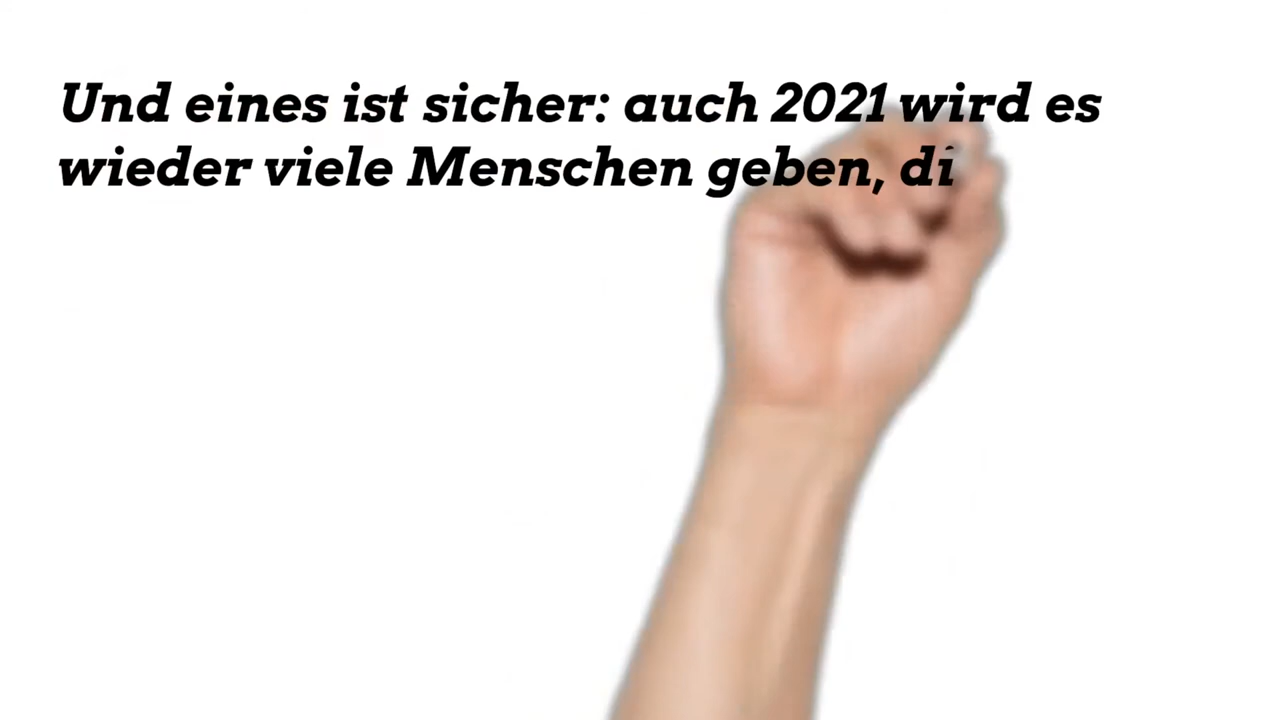 Und eines ist sicher: auch 2021 wird es
wieder viele Menschen geben, di